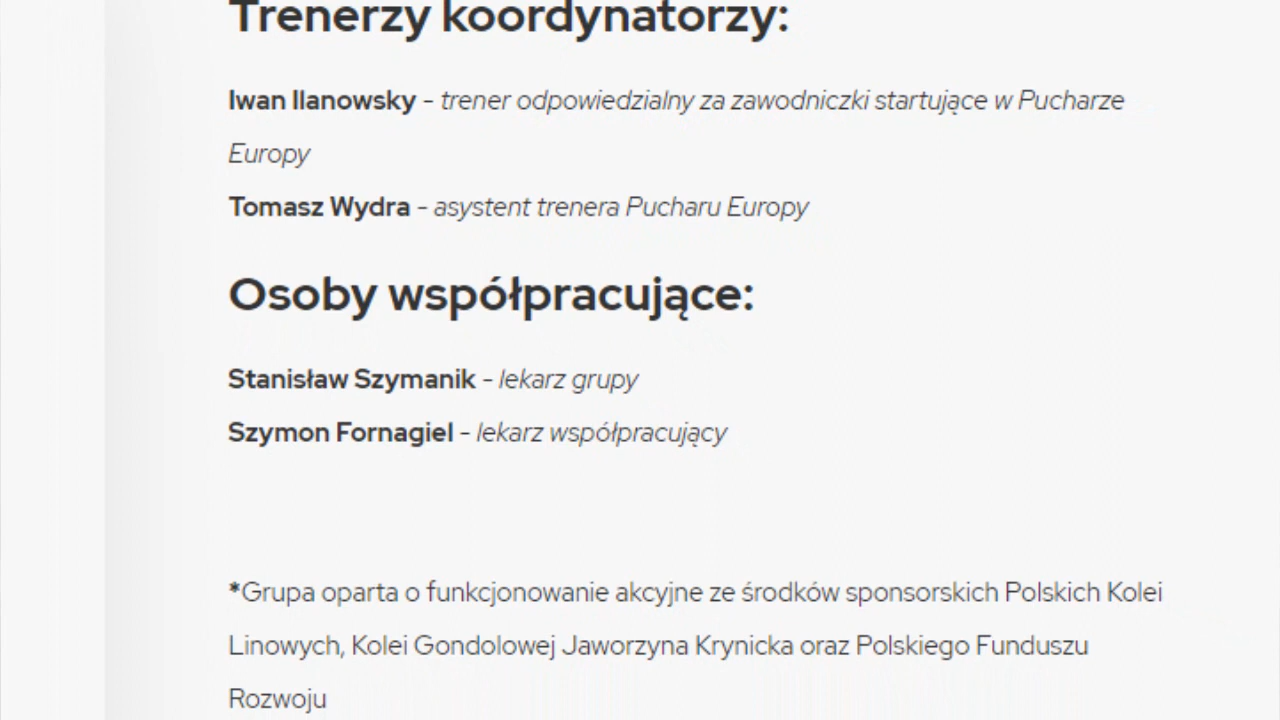 Trenerzy koordynatorzy:
Iwan Ilanowsky - trener odpowiedzialny za zawodniczki startujące w Pucharze
Europy
Tomasz Wydra - asystent trenera Pucharu Europy
Osoby współpracujące:
Stanisław Szymanik - lekarz grupy
Szymon Fornagiel - lekarz współpracujący
*Grupa oparta o funkcjonowanie akcyjne ze środków sponsorskich Polskich Kolei
Linowych, Kolei Gondolowej Jaworzyna Krynicka oraz Polskiego Funduszu
Rozwoju